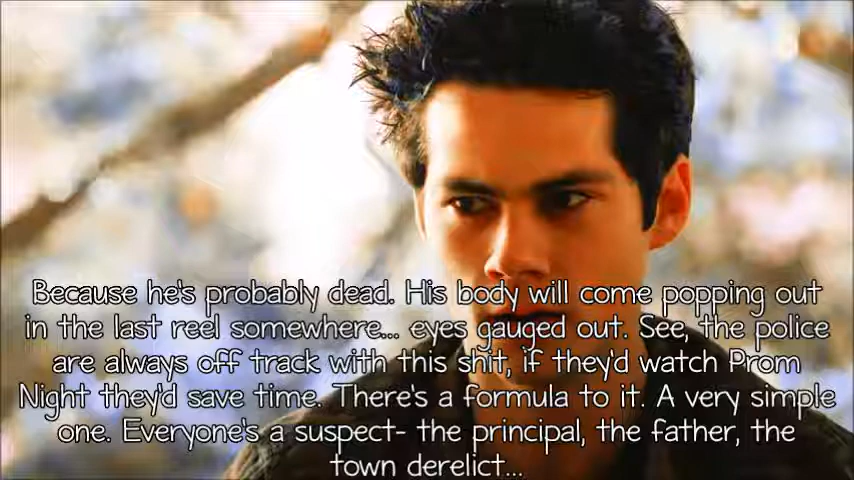 Because he's probably dead. His body will come popping out
in the last reel somewhere... eyes gauged out. See, the police
are always off track with this shit, if they'd watch Prom
Night they'd save time. There's a formula to it. A very simple
one. Everyone's a suspect- the principal, the father, the
town derelict...